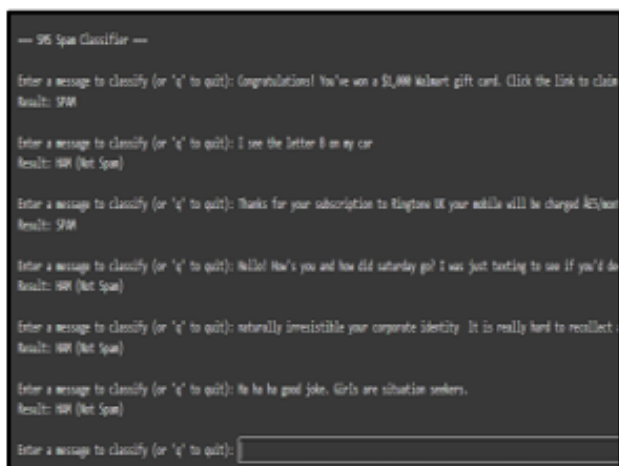 --- SMS Spam Classifier ---
Enter a message to classify (or 'q' to quit): Congratulations! You've won a $1,000 Walmart gift card. Click the link to claim
Result: SPAM
Enter a message to classify (or 'q' to quit): I see the letter B on my car
Result: HAM (Not Spam)
Enter a message to classify (or 'q' to quit): Thanks for your subscription to Ringtone UK your mobile will be charged Â£5/mon
Result: SPAM
Enter a message to classify (or 'q' to quit): Hello! How's you and how did saturday go? I was just texting to see if you'd de
Result: HAM (Not Spam)
Enter a message to classify (or 'q' to quit): naturally irresistible your corporate identity It is really hard to recollect
Result: HAM (Not Spam)
Enter a message to classify (or 'q' to quit): Ha ha ha good joke. Girls are situation seekers.
Result: HAM (Not Spam)
Enter a message to classify (or 'q' to quit):